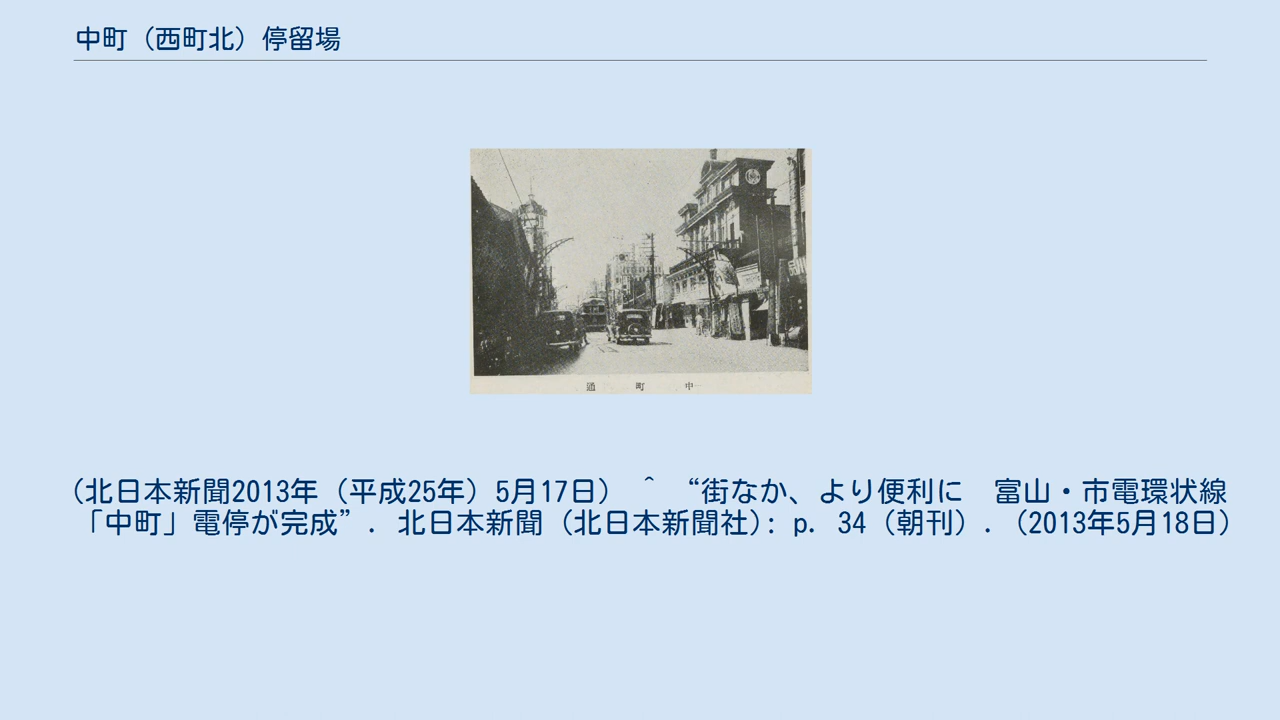 中町（西町北）停留場
通 町 中
（北日本新聞2013年（平成25年）5月17日） ^ “街なか、より便利に　富山・市電環状線
「中町」電停が完成”. 北日本新聞 (北日本新聞社): p. 34（朝刊）. (2013年5月18日)